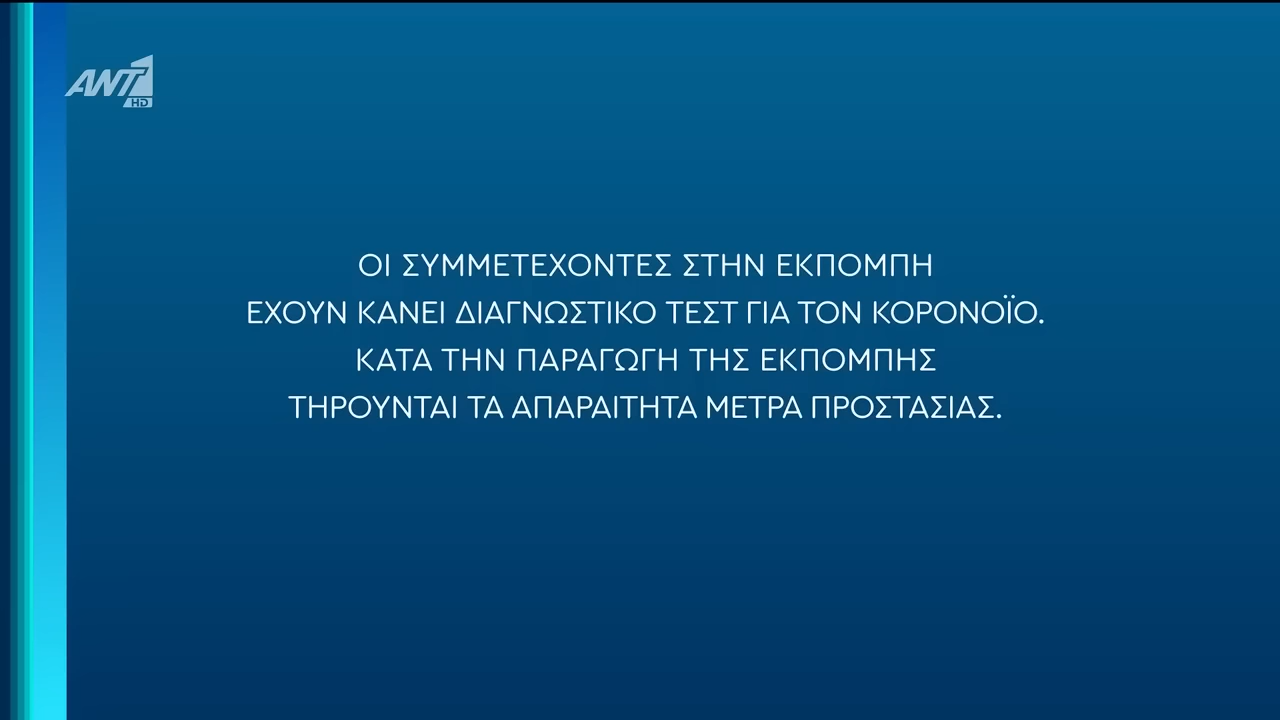 ANT1
HD
ΟΙ ΣΥΜΜΕΤΕΧΟΝΤΕΣ ΣΤΗΝ ΕΚΠΟΜΠΗ
ΕΧΟΥΝ ΚΑΝΕΙ ΔΙΑΓΝΩΣΤΙΚΟ ΤΕΣΤ ΓΙΑ ΤΟΝ ΚΟΡΟΝΟΪΟ.
ΚΑΤΑ ΤΗΝ ΠΑΡΑΓΩΓΗ ΤΗΣ ΕΚΠΟΜΠΗΣ
ΤΗΡΟΥΝΤΑΙ ΤΑ ΑΠΑΡΑΙΤΗΤΑ ΜΕΤΡΑ ΠΡΟΣΤΑΣΙΑΣ.